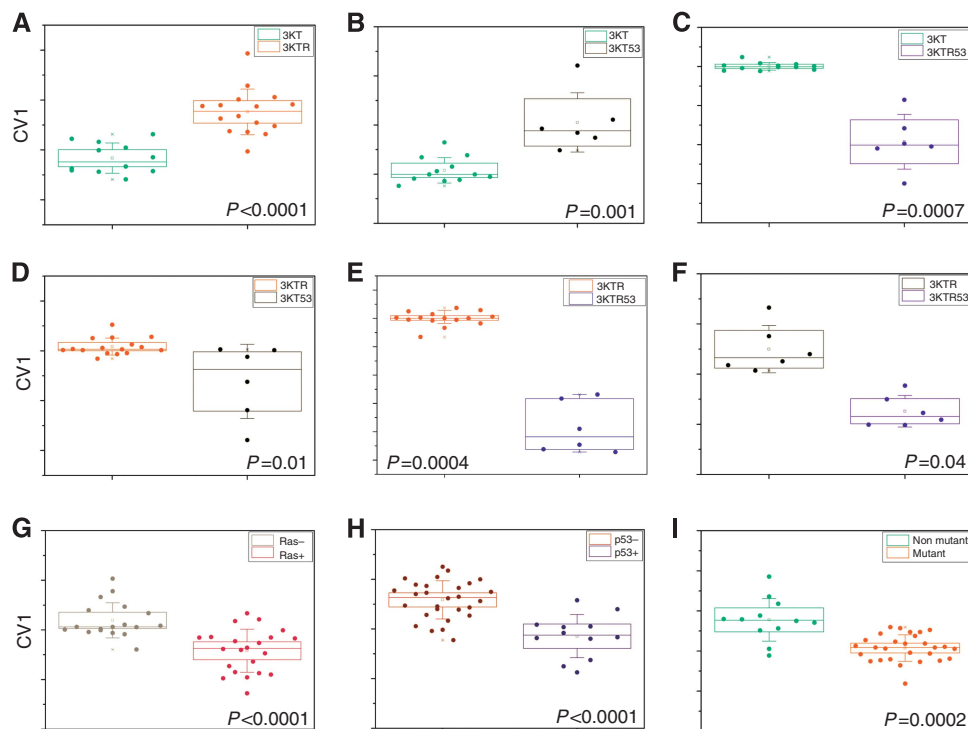 A
3KT
3KTR
CV1
P<0.0001
B
3KT
3KT53
P=0.001
C
3KT
3KTR53
P=0.0007
D
3KTR
3KT53
CV1
P=0.01
E
3KTR
3KTR53
P=0.0004
F
3KTR
3KTR53
P=0.04
G
Ras–
Ras+
CV1
P<0.0001
H
p53–
p53+
P<0.0001
I
Non mutant
Mutant
P=0.0002